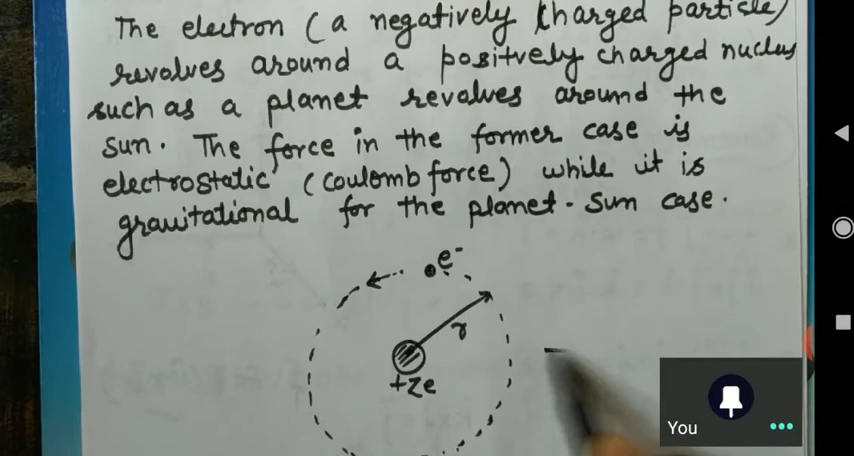 The electron (a negatively charged particle)
revolves around a positvely charged nucleus
such as a planet revolves around the
sun. The force in the former case is
electrostatic (coulomb force) while it is
gravitational for the planet-sun case.
e-
r
+Ze
You